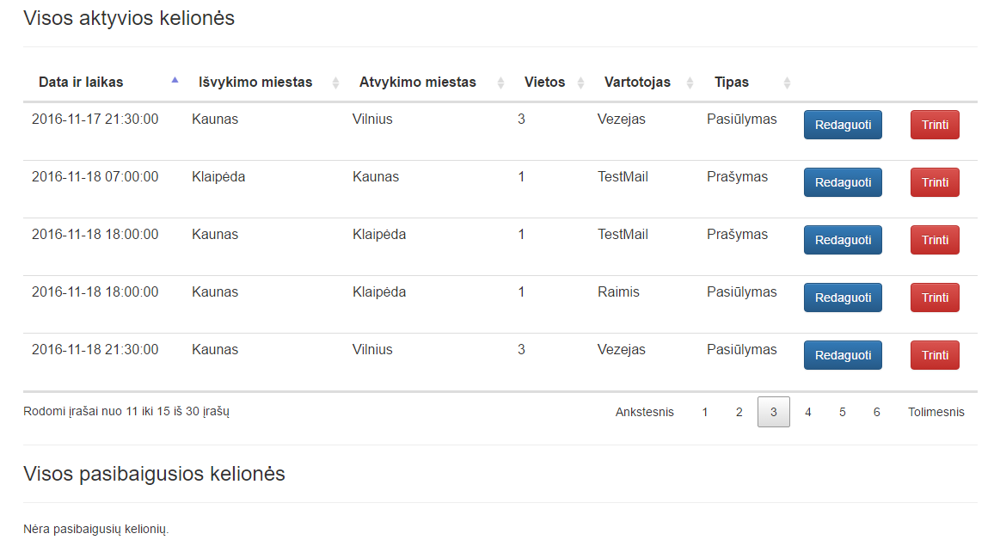 Visos aktyvios kelionės
Data ir laikas Išvykimo miestas Atvykimo miestas Vietos Vartotojas Tipas
2016-11-17 21:30:00 Kaunas Vilnius 3 Vezejas Pasiūlymas Redaguoti Trinti
2016-11-18 07:00:00 Klaipėda Kaunas 1 TestMail Prašymas Redaguoti Trinti
2016-11-18 18:00:00 Kaunas Klaipėda 1 TestMail Prašymas Redaguoti Trinti
2016-11-18 18:00:00 Kaunas Klaipėda 1 Raimis Pasiūlymas Redaguoti Trinti
2016-11-18 21:30:00 Kaunas Vilnius 3 Vezejas Pasiūlymas Redaguoti Trinti
Rodomi įrašai nuo 11 iki 15 iš 30 įrašų Ankstesnis 1 2 3 4 5 6 Tolimesnis
Visos pasibaigusios kelionės
Nėra pasibaigusių kelionių.